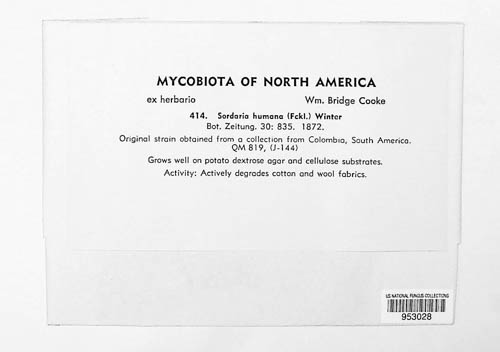 MYCOBIOTA OF NORTH AMERICA
ex herbario Wm. Bridge Cooke
414. Sordaria humana (Fckl.) Winter
Bot. Zeitung. 30: 835. 1872.
Original strain obtained from a collection from Colombia, South America.
QM 819, (J-144)
Grows well on potato dextrose agar and cellulose substrates.
Activity: Actively degrades cotton and wool fabrics.
US NATIONAL FUNGUS COLLECTIONS
953028